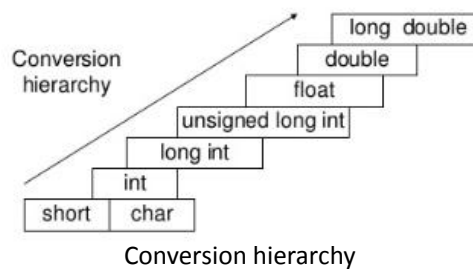 long double
double
Conversion
hierarchy
float
unsigned long int
long int
int
short char
Conversion hierarchy